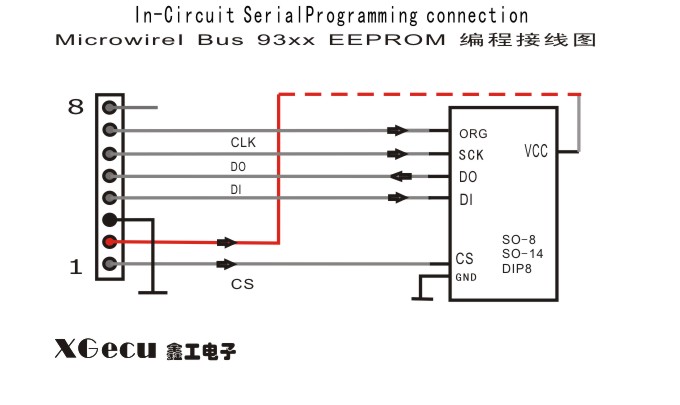 In-Circuit SerialProgramming connection
Microwirel Bus 93xx EEPROM 编程接线图
8
ORG
CLK
SCK
VCC
DO
DO
DI
DI
SO-8
SO-14
DIP8
1
CS
CS
GND
XGecu 鑫工电子